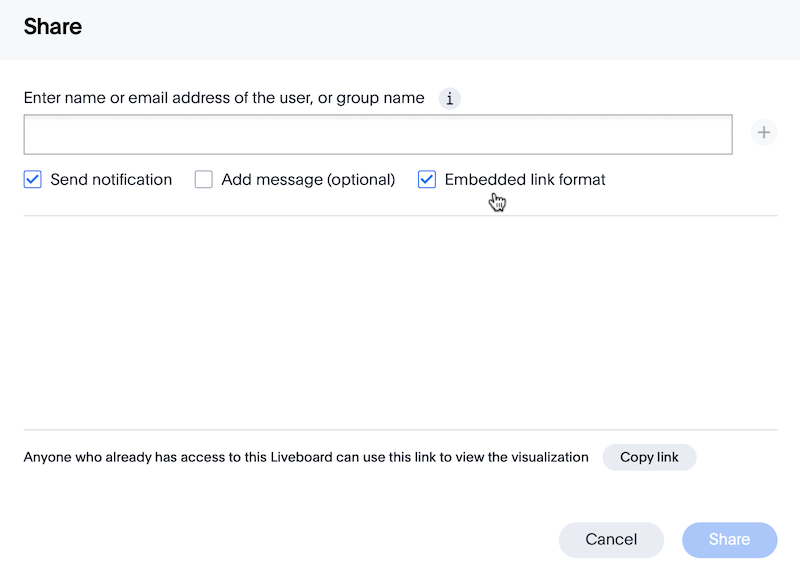 Share
Enter name or email address of the user, or group name i
Send notification Add message (optional) Embedded link format
Anyone who already has access to this Liveboard can use this link to view the visualization Copy link
Cancel Share